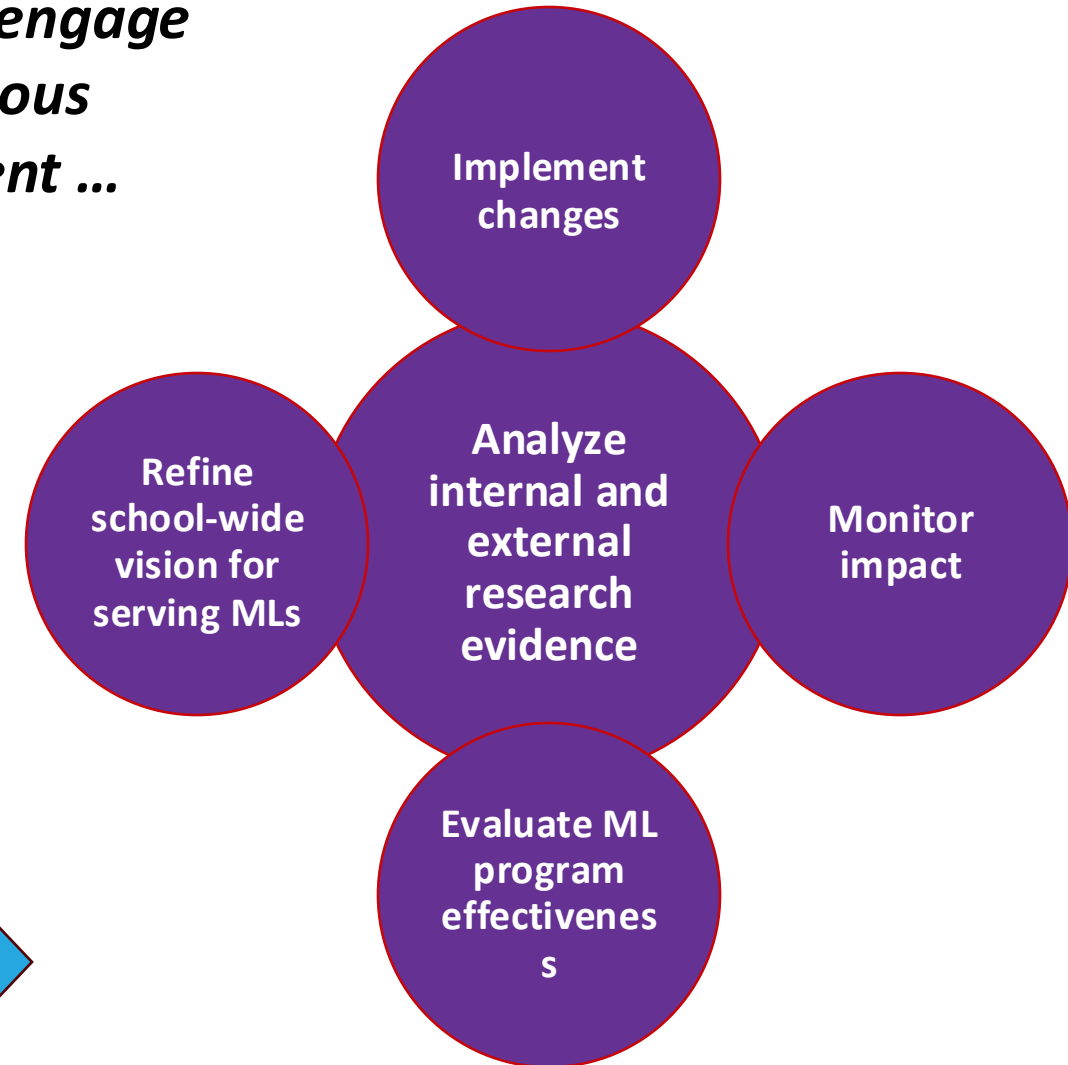 engage
ous
ent ...
Implement
changes
Refine
school-wide
vision for
serving MLs
Analyze
internal and
external
research
evidence
Monitor
impact
Evaluate ML
program
effectivenes
s